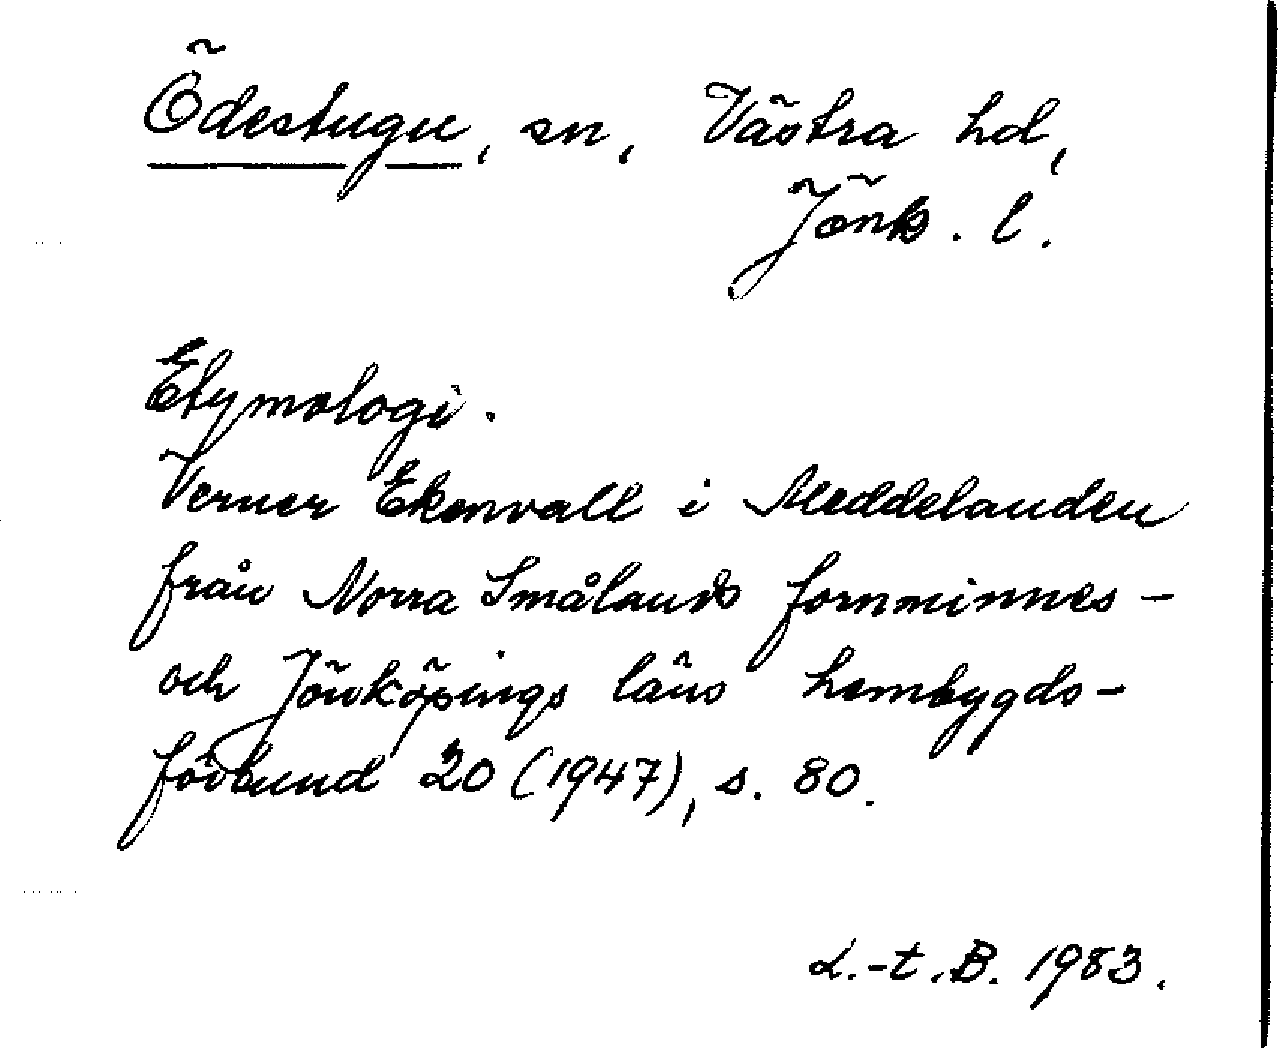 Ödestugu, sn, Västra hd,
Jönk. l.
Etymologi.
Verner Ekenvall i Meddelanden
från Norra Smålands fornminnes-
och Jönköpings läns hembygds-
förbund 20 (1947), s. 80.
L.-t. B. 1983.